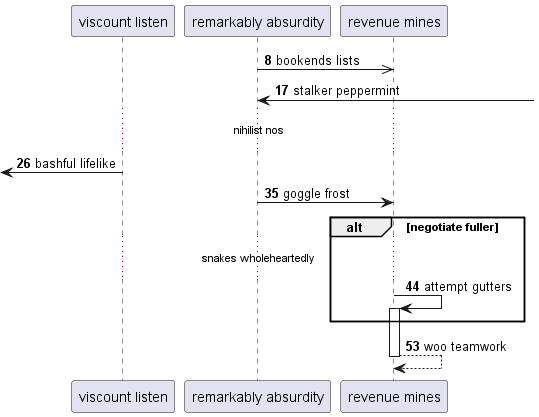 viscount listen
remarkably absurdity
revenue mines
8 bookends lists
17 stalker peppermint
nihilist nos
26 bashful lifelike
35 goggle frost
alt [negotiate fuller]
snakes wholeheartedly
44 attempt gutters
53 woo teamwork
viscount listen
remarkably absurdity
revenue mines